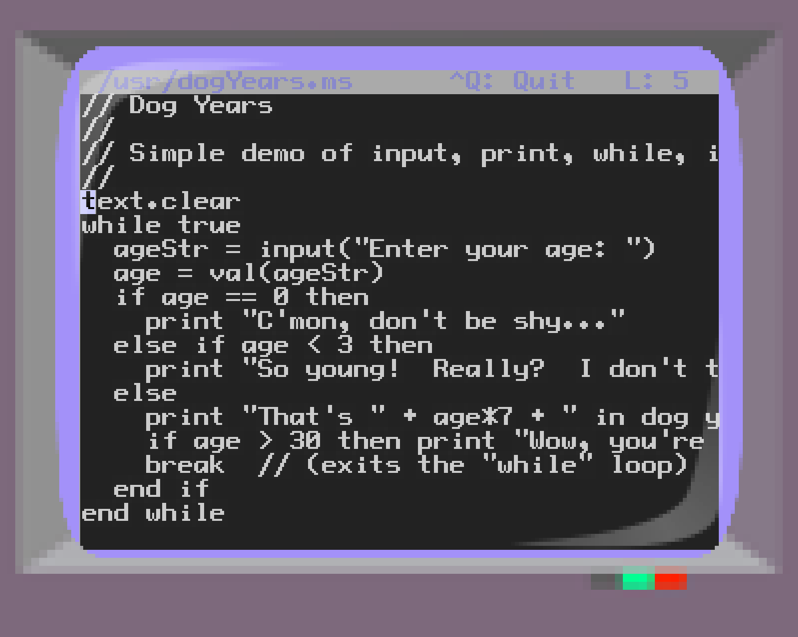 /usr/dogYears.ms ^Q: Quit L: 5
// Dog Years
//
// Simple demo of input, print, while, i
//
text.clear
while true
  ageStr = input("Enter your age: ")
  age = val(ageStr)
  if age == 0 then
    print "C'mon, don't be shy..."
  else if age < 3 then
    print "So young!  Really?  I don't t
  else
    print "That's " + age*7 + " in dog y
    if age > 30 then print "Wow, you're
    break  // (exits the "while" loop)
  end if
end while